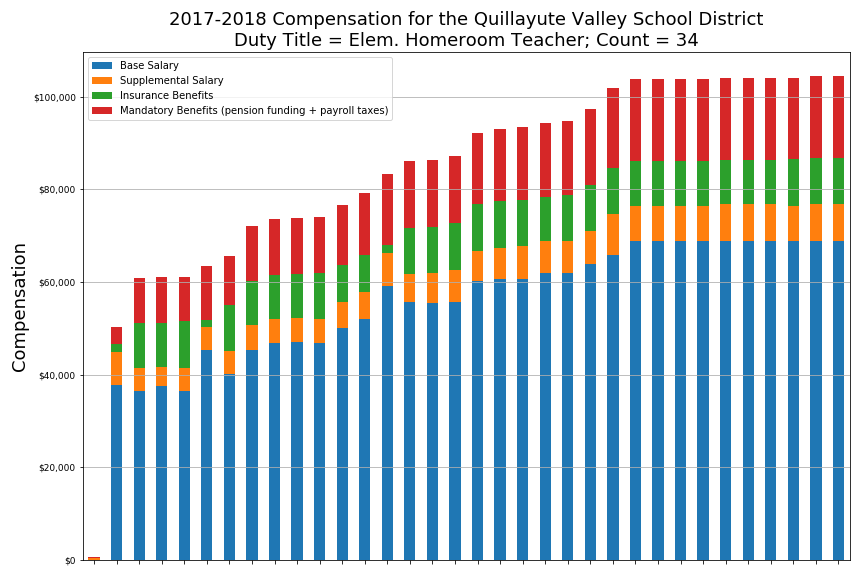 2017-2018 Compensation for the Quillayute Valley School District
Duty Title = Elem. Homeroom Teacher; Count = 34
Base Salary
Supplemental Salary
Insurance Benefits
Mandatory Benefits (pension funding + payroll taxes)
$100,000
$80,000
$60,000
$40,000
$20,000
$0
Compensation